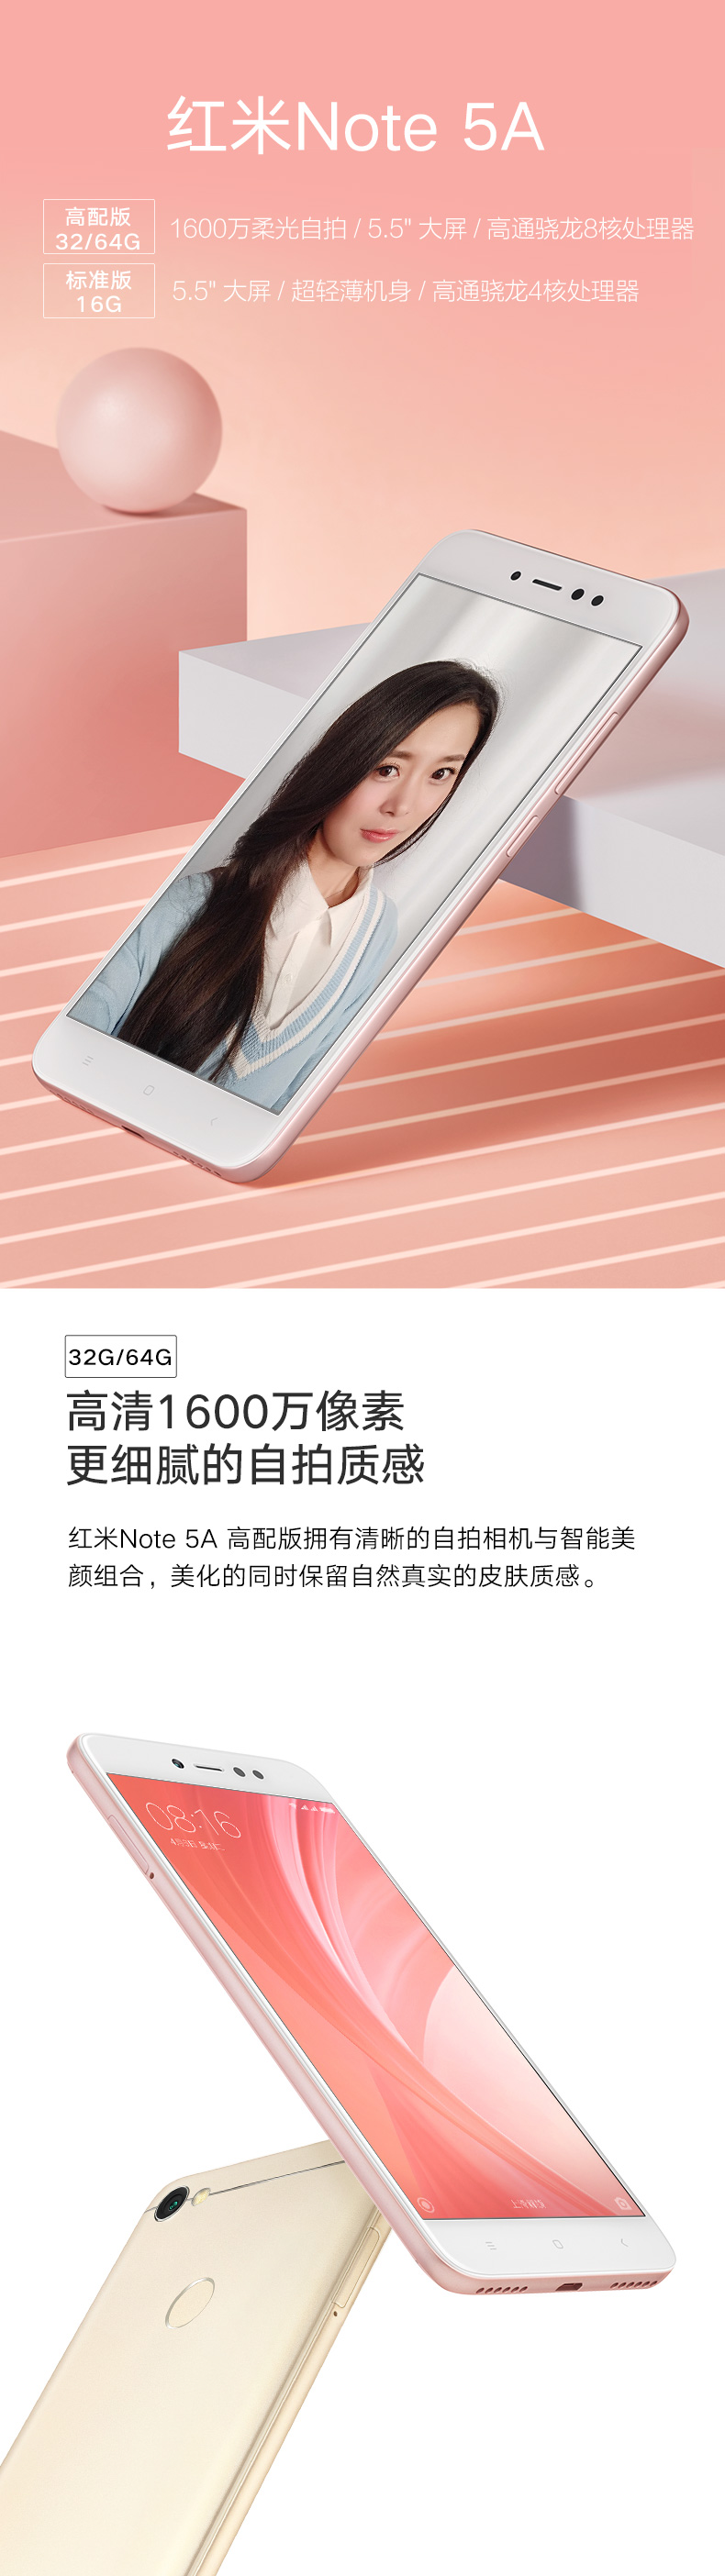 红米Note 5A
高配版
32/64G
1600万柔光自拍 / 5.5" 大屏 / 高通骁龙8核处理器
标准版
16G
5.5" 大屏 / 超轻薄机身 / 高通骁龙4核处理器
32G/64G
高清1600万像素
更细腻的自拍质感
红米Note 5A 高配版拥有清晰的自拍相机与智能美
颜组合，美化的同时保留自然真实的皮肤质感。
08:16